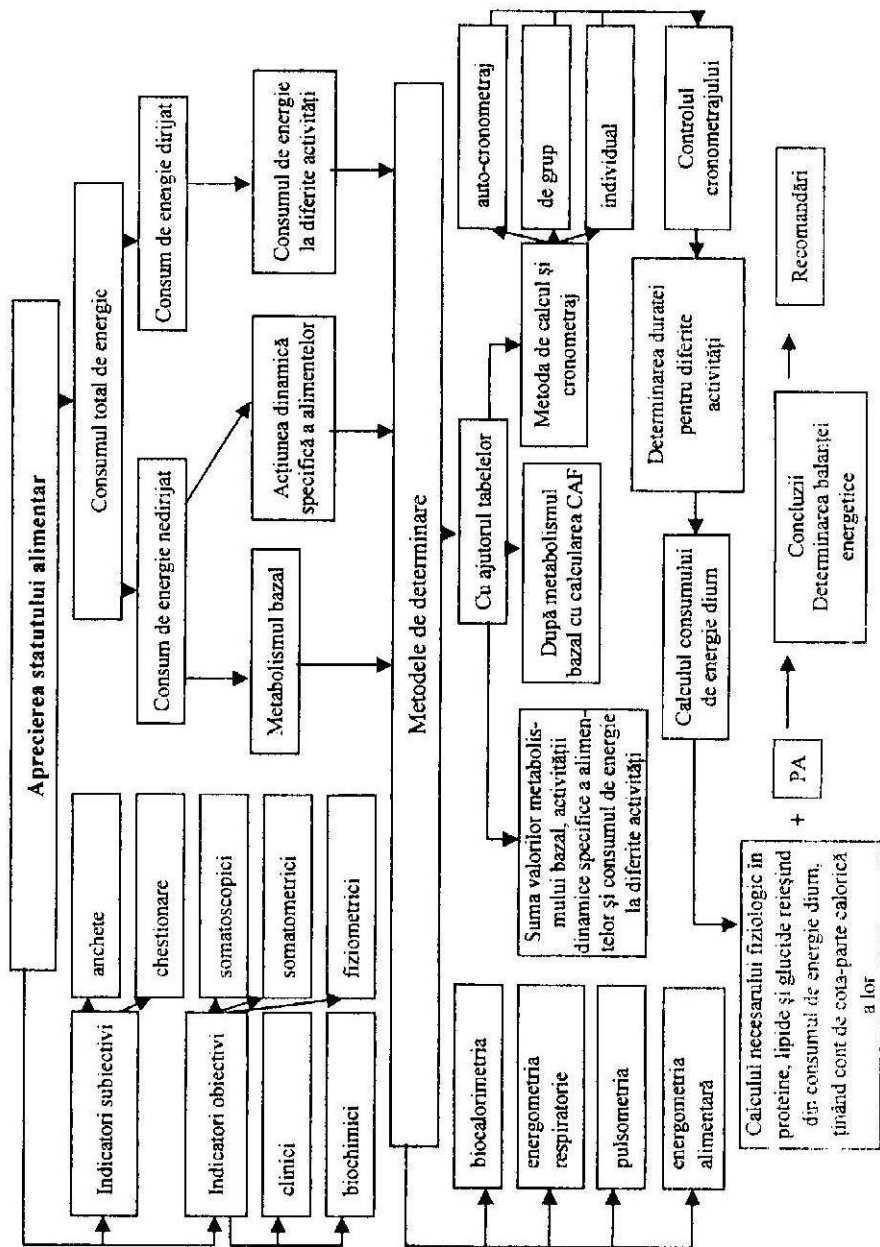 Aprecierea statutului alimentar
Indicatori subiectivi
anchete
chestionare
Indicatori obiectivi
somatoscopici
somatometrici
fiziometrici
clinici
biochimici
Consumul total de energie
Consum de energie nedirijat
Consum de energie dirijat
Metabolismul bazal
Acțiunea dinamică
specifică a alimentelor
Consumul de energie
la diferite activități
Metodele de determinare
biocalorimetria
energometria
respiratorie
pulsometria
energometria
alimentară
Cu ajutorul tabelelor
Suma valorilor metabolis-
mului bazal, activității
dinamice specifice a alimen-
telor și consumul de energie
la diferite activități
După metabolismul
bazal cu calcularea CAF
Metoda de calcul și
cronometraj
auto-cronometraj
de grup
individual
Controlul
cronometrajului
Determinarea duratei
pentru diferite
activități
Calculul consumului
de energie dium
Calculul necesarului fiziologic in
proteine, lipide și glucide reieșind
din consumul de energie dium,
ținând cont de cota-parte calorică
a lor
+
PA
Concluzii
Determinarea balanței
energetice
Recomandări